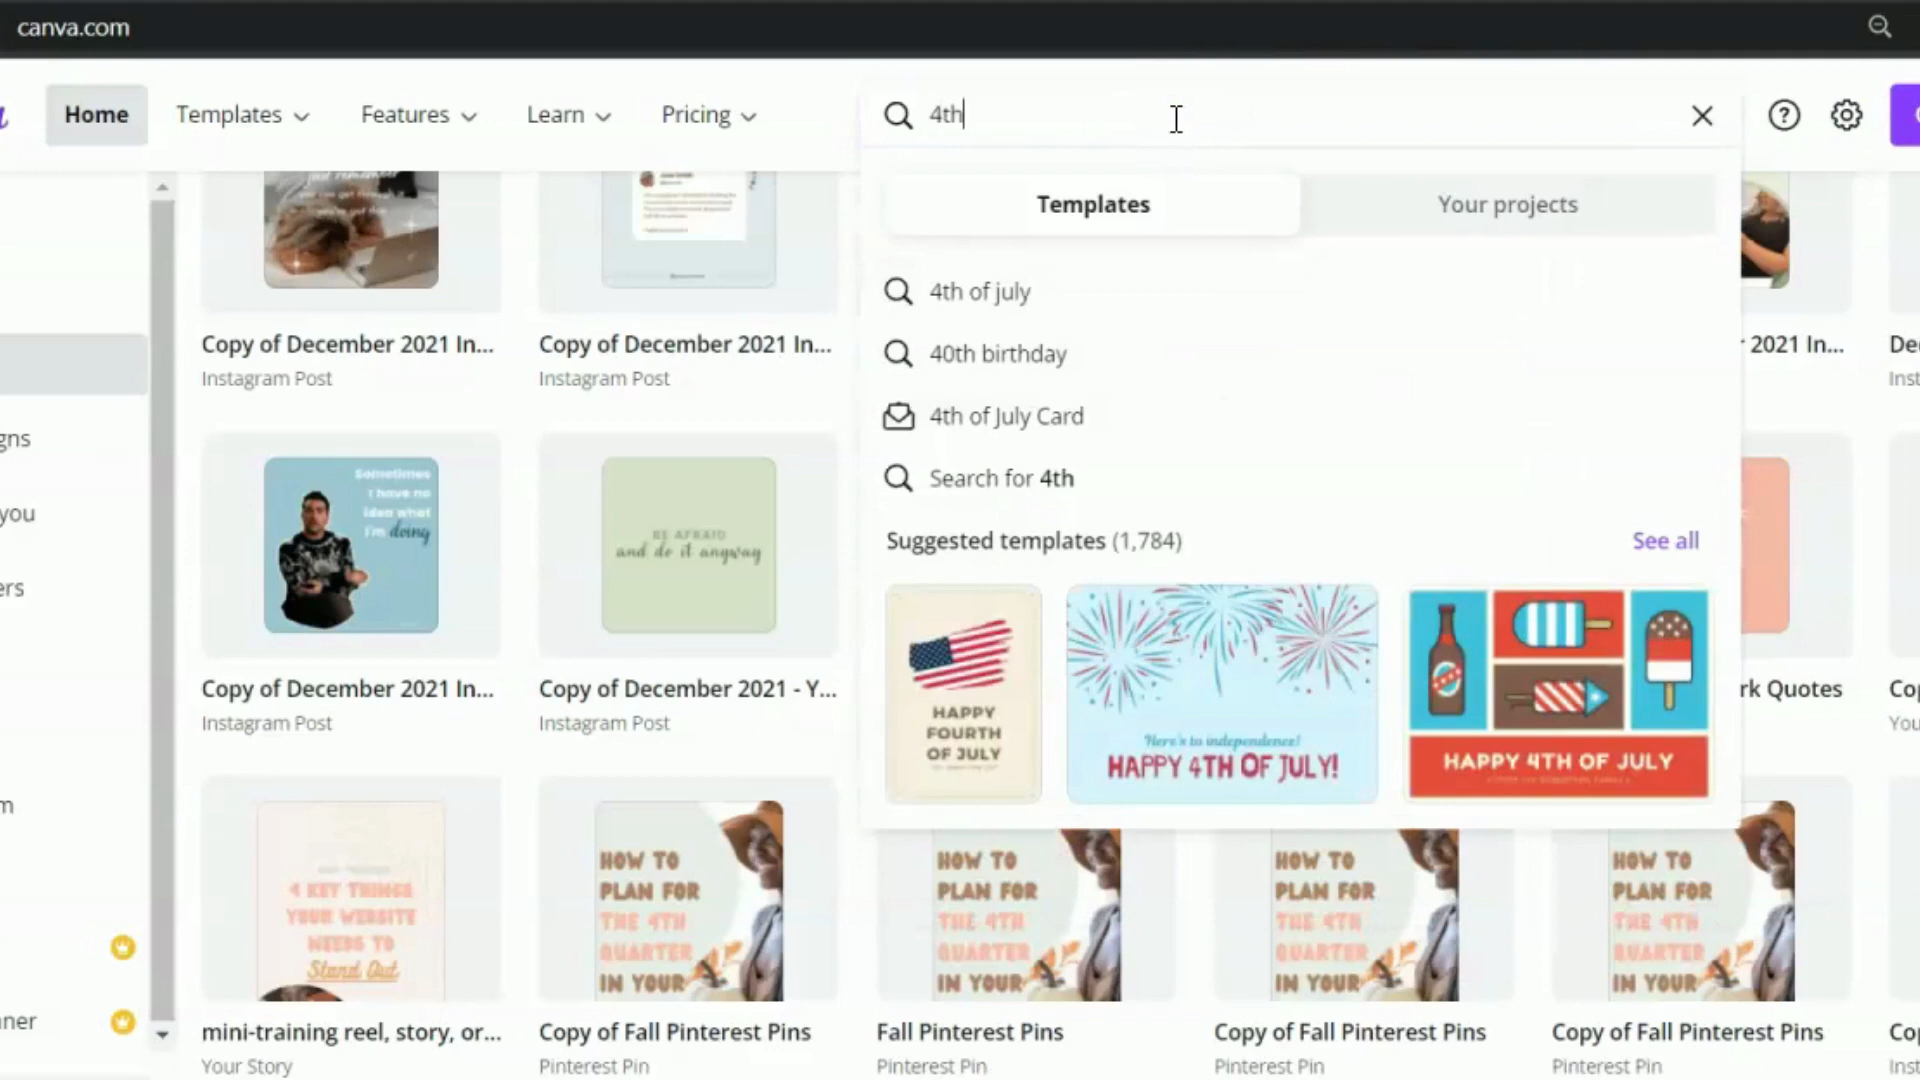 canva.com
Home
Templates
Features
Learn
Pricing
4th
Templates
Your projects
4th of july
40th birthday
4th of July Card
Search for 4th
Suggested templates (1,784)
See all
HAPPY
FOURTH
OF JULY
Here's to independence!
HAPPY 4TH OF JULY!
HAPPY 4TH OF JULY
just remember
Copy of December 2021 In...
Instagram Post
Copy of December 2021 In...
Instagram Post
2021 In...
De
Inst
gns
you
ers
m
ner
Sometimes
I have no
idea what
I'm doing
BE AFRAID
and do it anyway
Copy of December 2021 In...
Instagram Post
Copy of December 2021 - Y...
Instagram Post
rk Quotes
Co
You
4 KEY THINGS
YOUR WEBSITE
NEEDS TO
Stand Out
HOW TO
PLAN FOR
THE 4TH
QUARTER
IN YOUR
HOW TO
PLAN FOR
THE 4TH
QUARTER
IN YOUR
HOW TO
PLAN FOR
THE 4TH
QUARTER
IN YOUR
HOW TO
PLAN FOR
THE 4TH
QUARTER
IN YOUR
mini-training reel, story, or...
Your Story
Copy of Fall Pinterest Pins
Pinterest Pin
Fall Pinterest Pins
Pinterest Pin
Copy of Fall Pinterest Pins
Pinterest Pin
Copy of Fall Pinterest Pins
Pinterest Pin
Co
Inst